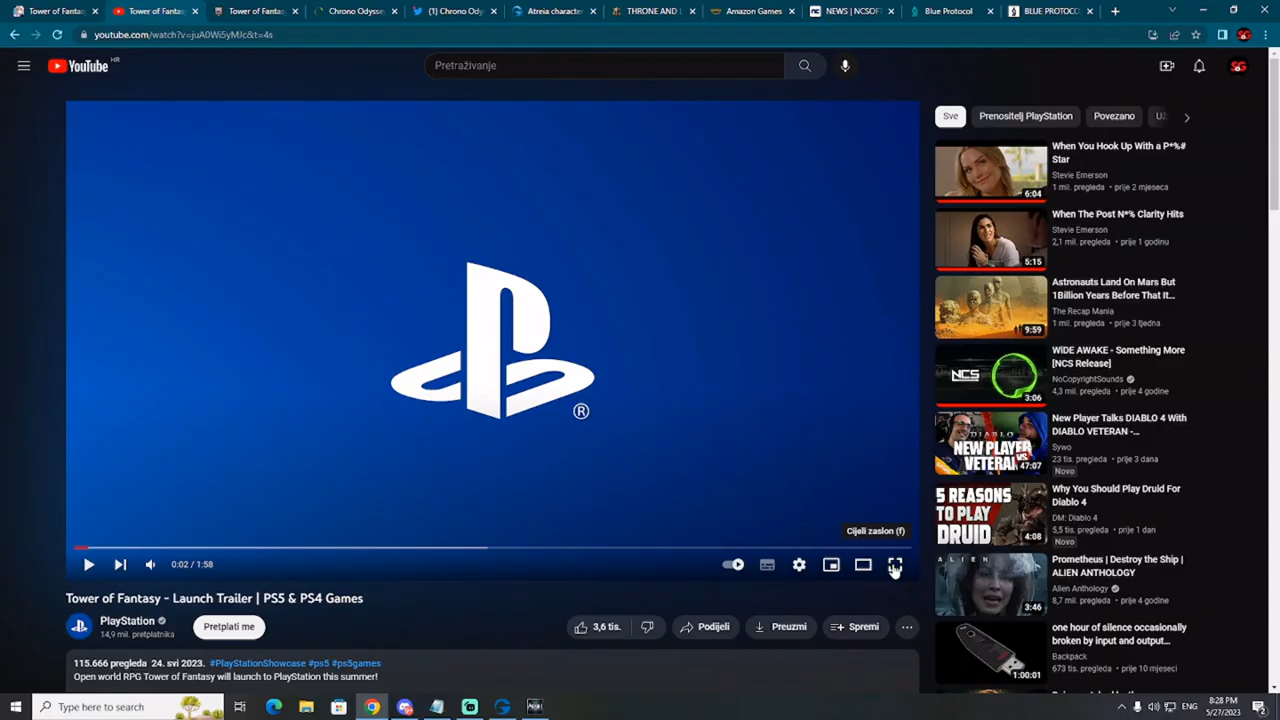 Tower of Fantas
Tower of Fantasy
Tower of Fantas
Chrono Odysse
(1) Chrono Ody
Atreia character
THRONE AND L
Amazon Games
NEWS | NCSOF
Blue Protocol
BLUE PROTOC
youtube.com/watch?v=juA0Wi5yMJc&t=4s
YouTube HR
Pretraživanje
SG
Sve
Prenositelj PlayStation
Povezano
When You Hook Up With a P*%#
Star
Stevie Emerson
1 mil. pregleda • prije 2 mjeseca
6:04
When The Post N*% Clarity Hits
Stevie Emerson
2,1 mil. pregleda • prije 1 godinu
5:15
Astronauts Land On Mars But
1Billion Years Before That It...
The Recap Mania
1 mil. pregleda • prije 3 tjedna
9:59
WiDE AWAKE - Something More
[NCS Release]
NoCopyrightSounds
4,3 mil. pregleda • prije 4 godine
NCS
3:06
New Player Talks DIABLO 4 With
DIABLO VETERAN -...
Sywo
23 tis. pregleda • prije 3 dana
Novo
DIABLO
NEW PLAYER
VETERAN
47:07
Why You Should Play Druid For
Diablo 4
DM: Diablo 4
5,5 tis. pregleda • prije 1 dan
Novo
5 REASONS
TO PLAY
DRUID
4:08
Prometheus | Destroy the Ship |
ALIEN ANTHOLOGY
Alien Anthology
8,7 mil. pregleda • prije 4 godine
ALIEN
3:46
one hour of silence occasionally
broken by input and output...
Backpack
673 tis. pregleda • prije 10 mjeseci
1:00:01
®
Cijeli zaslon (f)
0:02 / 1:58
Tower of Fantasy - Launch Trailer | PS5 & PS4 Games
PlayStation
14,9 mil. pretplatnika
Pretplati me
3,6 tis.
Podijeli
Preuzmi
Spremi
115.666 pregleda 24. svi 2023. #PlayStationShowcase #ps5 #ps5games
Open world RPG Tower of Fantasy will launch to PlayStation this summer!
Type here to search
ENG
8:28 PM
5/27/2023
2